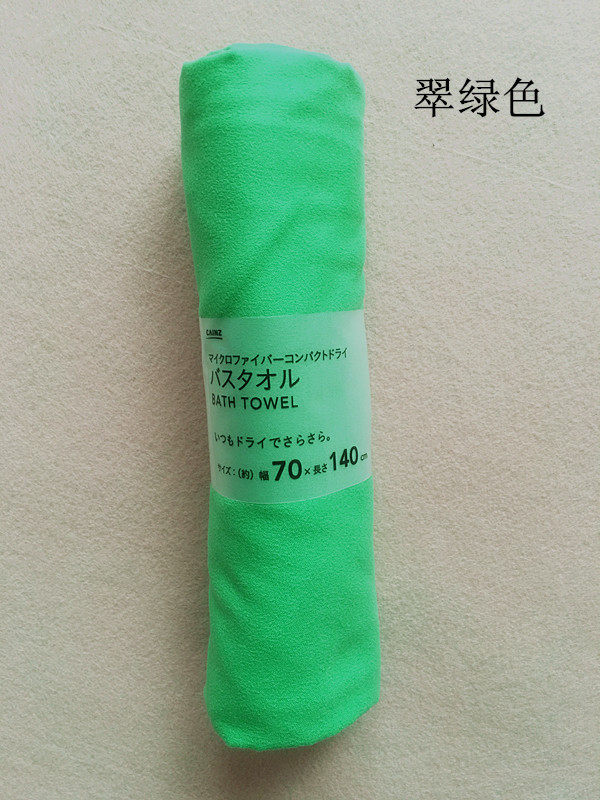 翠绿色
CAINZ
マイクロファイバーコンパクトドライ
バスタオル
BATH TOWEL
いつもドライでさらさら。
サイズ:(約) 幅70×長さ140cm